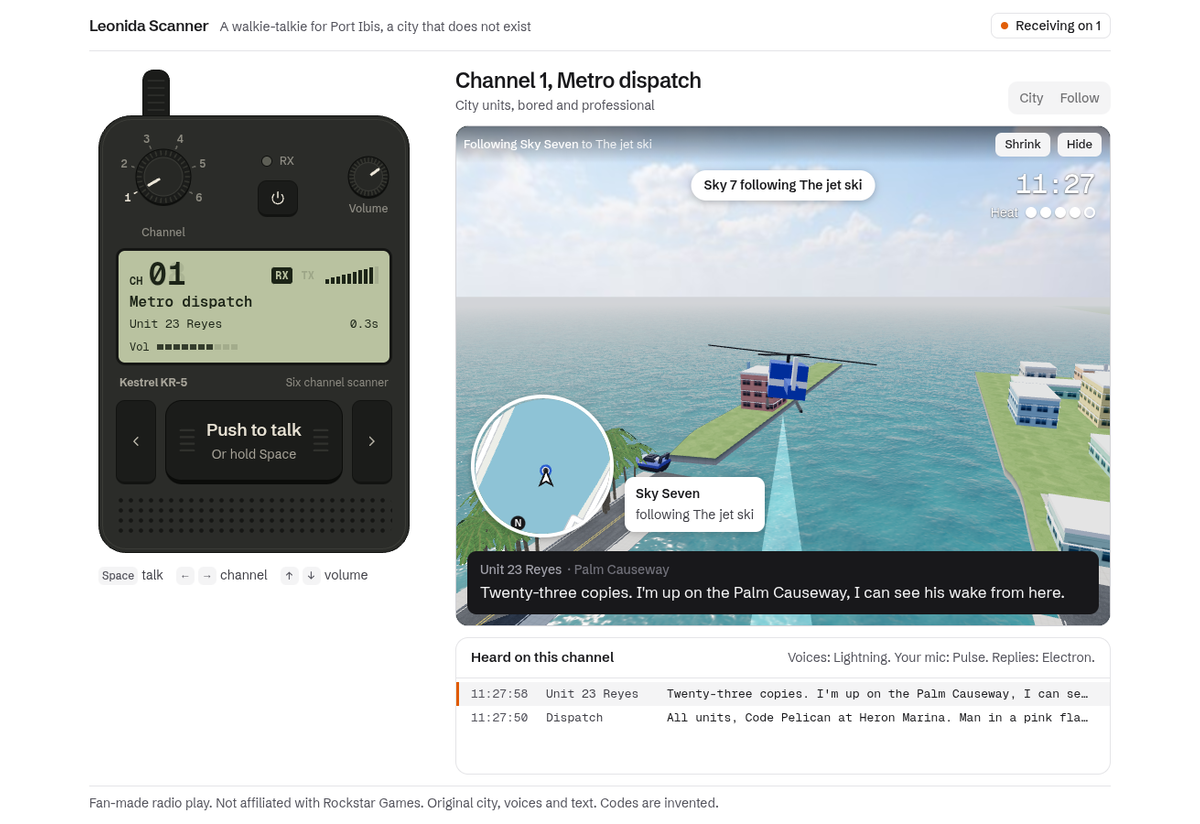 Leonida Scanner A walkie-talkie for Port Ibis, a city that does not exist
Receiving on 1
1 2 3 4 5 6
RX
Volume
Channel
CH 01 RX TX
Metro dispatch
Unit 23 Reyes 0.3s
Vol
Kestrel KR-5 Six channel scanner
Push to talk
Or hold Space
Space talk ← → channel ↑ ↓ volume
Channel 1, Metro dispatch
City units, bored and professional
City Follow
Following Sky Seven to The jet ski
Shrink Hide
Sky 7 following The jet ski
11:27
Heat
N
Sky Seven
following The jet ski
Unit 23 Reyes · Palm Causeway
Twenty-three copies. I'm up on the Palm Causeway, I can see his wake from here.
Heard on this channel Voices: Lightning. Your mic: Pulse. Replies: Electron.
11:27:58 Unit 23 Reyes Twenty-three copies. I'm up on the Palm Causeway, I can se…
11:27:50 Dispatch All units, Code Pelican at Heron Marina. Man in a pink fla…
Fan-made radio play. Not affiliated with Rockstar Games. Original city, voices and text. Codes are invented.